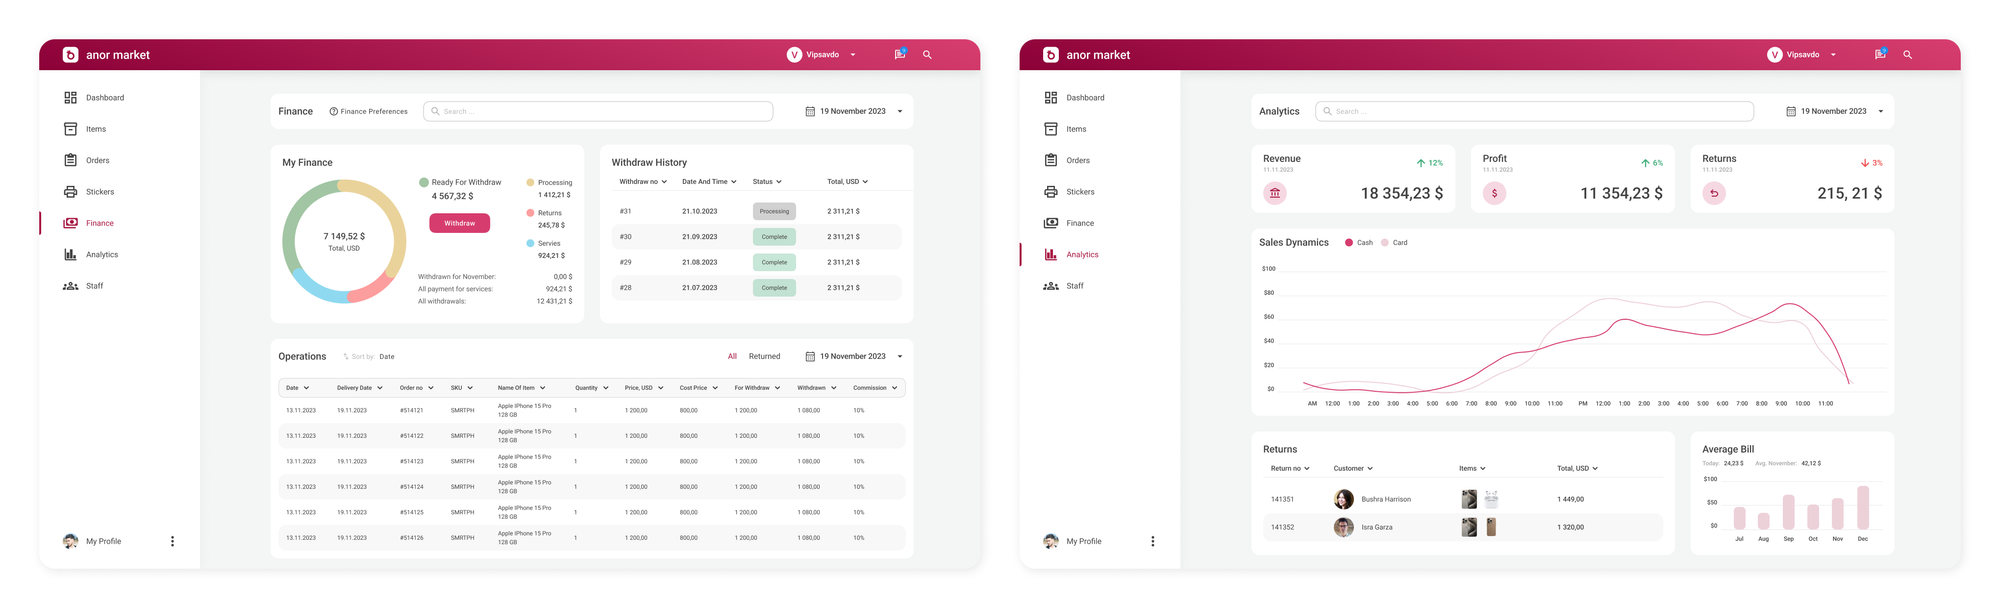 anor market
V Vipsavdo
Dashboard
Items
Orders
Stickers
Finance
Analytics
Staff
My Profile
Finance
Finance Preferences
Search ...
19 November 2023
My Finance
7 149,52 $
Total, USD
Ready For Withdraw
4 567,32 $
Withdraw
Processing
1 412,21 $
Returns
245,78 $
Servies
924,21 $
Withdrawn for November: 0,00 $
All payment for services: 924,21 $
All withdrawals: 12 431,21 $
Withdraw History
Withdraw no Date And Time Status Total, USD
#31 21.10.2023 Processing 2 311,21 $
#30 21.09.2023 Complete 2 311,21 $
#29 21.08.2023 Complete 2 311,21 $
#28 21.07.2023 Complete 2 311,21 $
Operations
Sort by: Date
All Returned
19 November 2023
Date Delivery Date Order no SKU Name Of Item Quantity Price, USD Cost Price For Withdraw Withdrawn Commission
13.11.2023 19.11.2023 #514121 SMRTPH Apple IPhone 15 Pro 1 1 200,00 800,00 1 200,00 1 080,00 10%
128 GB
13.11.2023 19.11.2023 #514122 SMRTPH Apple IPhone 15 Pro 1 1 200,00 800,00 1 200,00 1 080,00 10%
128 GB
13.11.2023 19.11.2023 #514123 SMRTPH Apple IPhone 15 Pro 1 1 200,00 800,00 1 200,00 1 080,00 10%
128 GB
13.11.2023 19.11.2023 #514124 SMRTPH Apple IPhone 15 Pro 1 1 200,00 800,00 1 200,00 1 080,00 10%
128 GB
13.11.2023 19.11.2023 #514125 SMRTPH Apple IPhone 15 Pro 1 1 200,00 800,00 1 200,00 1 080,00 10%
128 GB
13.11.2023 19.11.2023 #514126 SMRTPH Apple IPhone 15 Pro 1 1 200,00 800,00 1 200,00 1 080,00 10%
128 GB
anor market
V Vipsavdo
Dashboard
Items
Orders
Stickers
Finance
Analytics
Staff
My Profile
Analytics
Search ...
19 November 2023
Revenue 12%
11.11.2023
18 354,23 $
Profit 6%
11.11.2023
$ 11 354,23 $
Returns 3%
11.11.2023
215, 21 $
Sales Dynamics Cash Card
$100
$80
$60
$40
$20
$0
AM 12:00 1:00 2:00 3:00 4:00 5:00 6:00 7:00 8:00 9:00 10:00 11:00 PM 12:00 1:00 2:00 3:00 4:00 5:00 6:00 7:00 8:00 9:00 10:00 11:00
Returns
Return no Customer Items Total, USD
141351 Bushra Harrison 1 449,00
141352 Isra Garza 1 320,00
Average Bill
Today: 24,23 $ Avg. November: 42,12 $
$100
$50
$0
Jul Aug Sep Oct Nov Dec